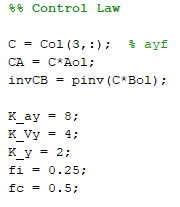 %% Control Law
C = Col(3,:); % ayf
CA = C*Aol;
invCB = pinv(C*Bol);
K_ay = 8;
K_Vy = 4;
K_y = 2;
fi = 0.25;
fc = 0.5;